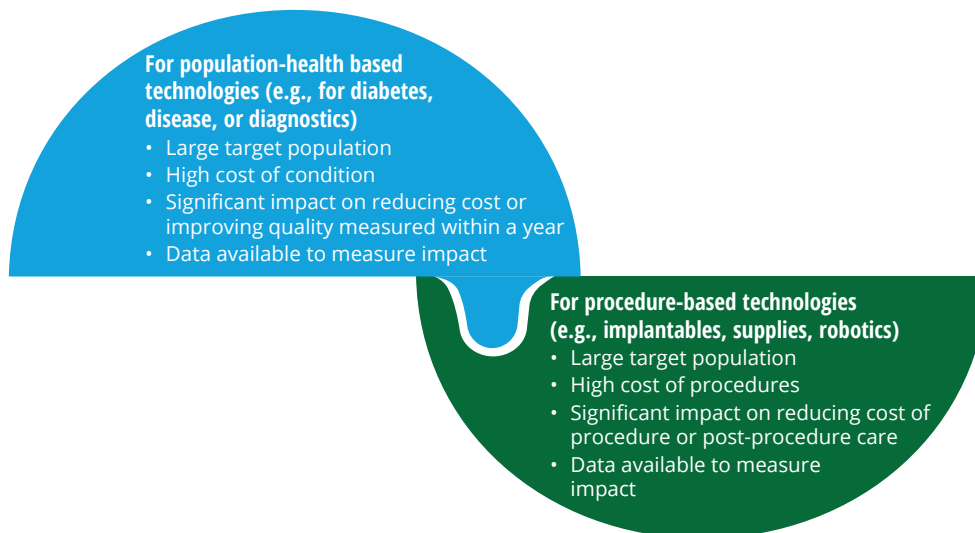 For population-health based
technologies (e.g., for diabetes,
disease, or diagnostics)
• Large target population
• High cost of condition
• Significant impact on reducing cost or
improving quality measured within a year
• Data available to measure impact
For procedure-based technologies
(e.g., implantables, supplies, robotics)
• Large target population
• High cost of procedures
• Significant impact on reducing cost of
procedure or post-procedure care
• Data available to measure
impact